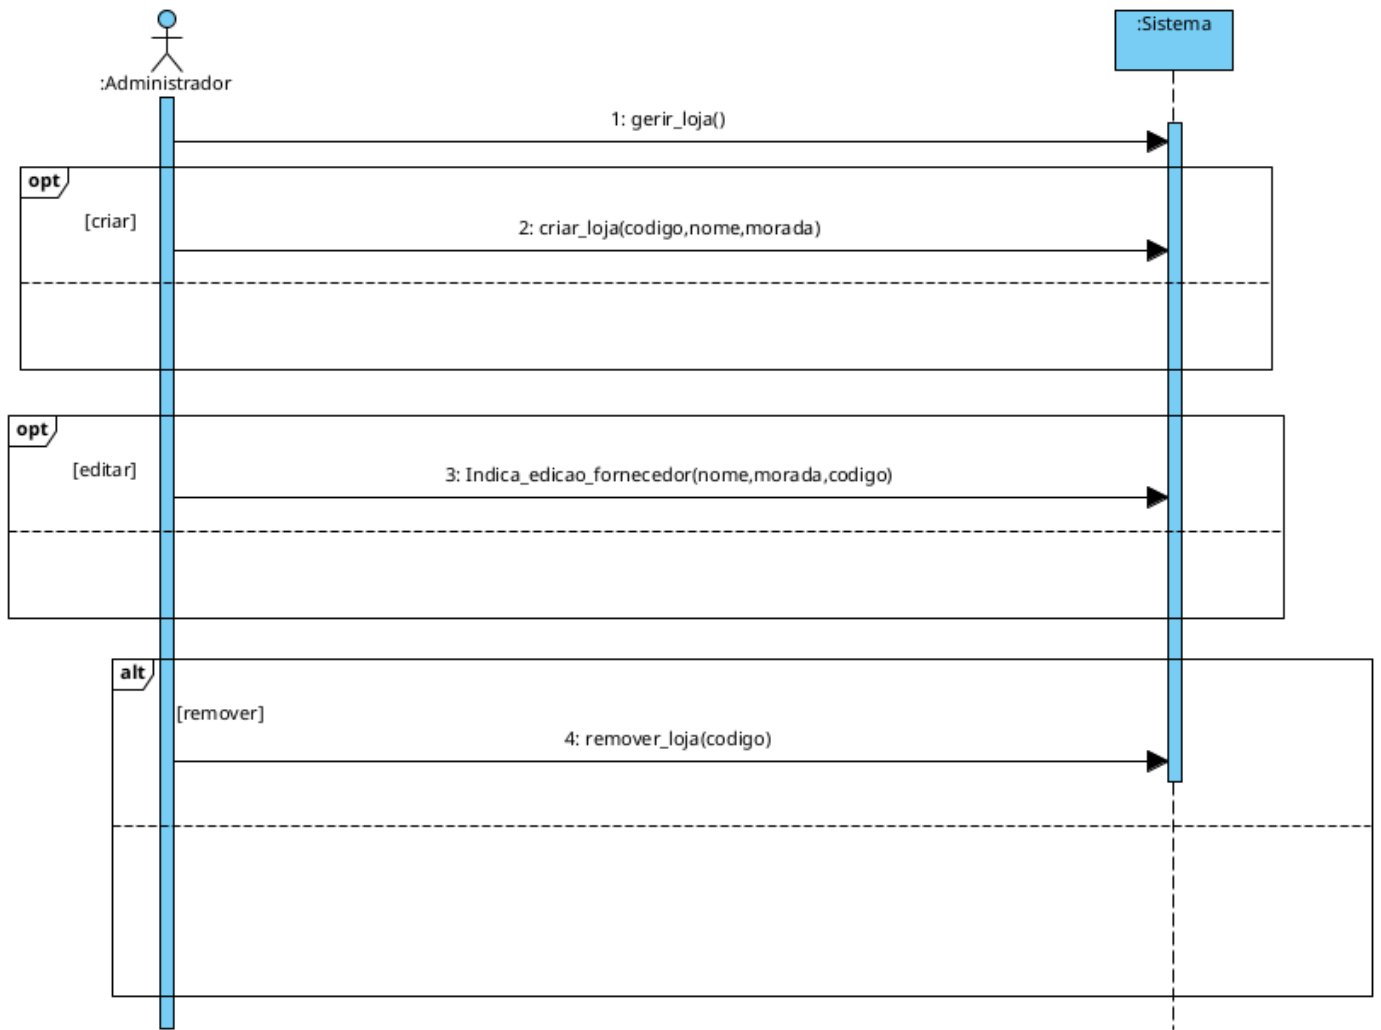 :Sistema
:Administrador
1: gerir_loja()
opt
[criar]
2: criar_loja(codigo,nome,morada)
opt
[editar]
3: Indica_edicao_fornecedor(nome,morada,codigo)
alt
[remover]
4: remover_loja(codigo)